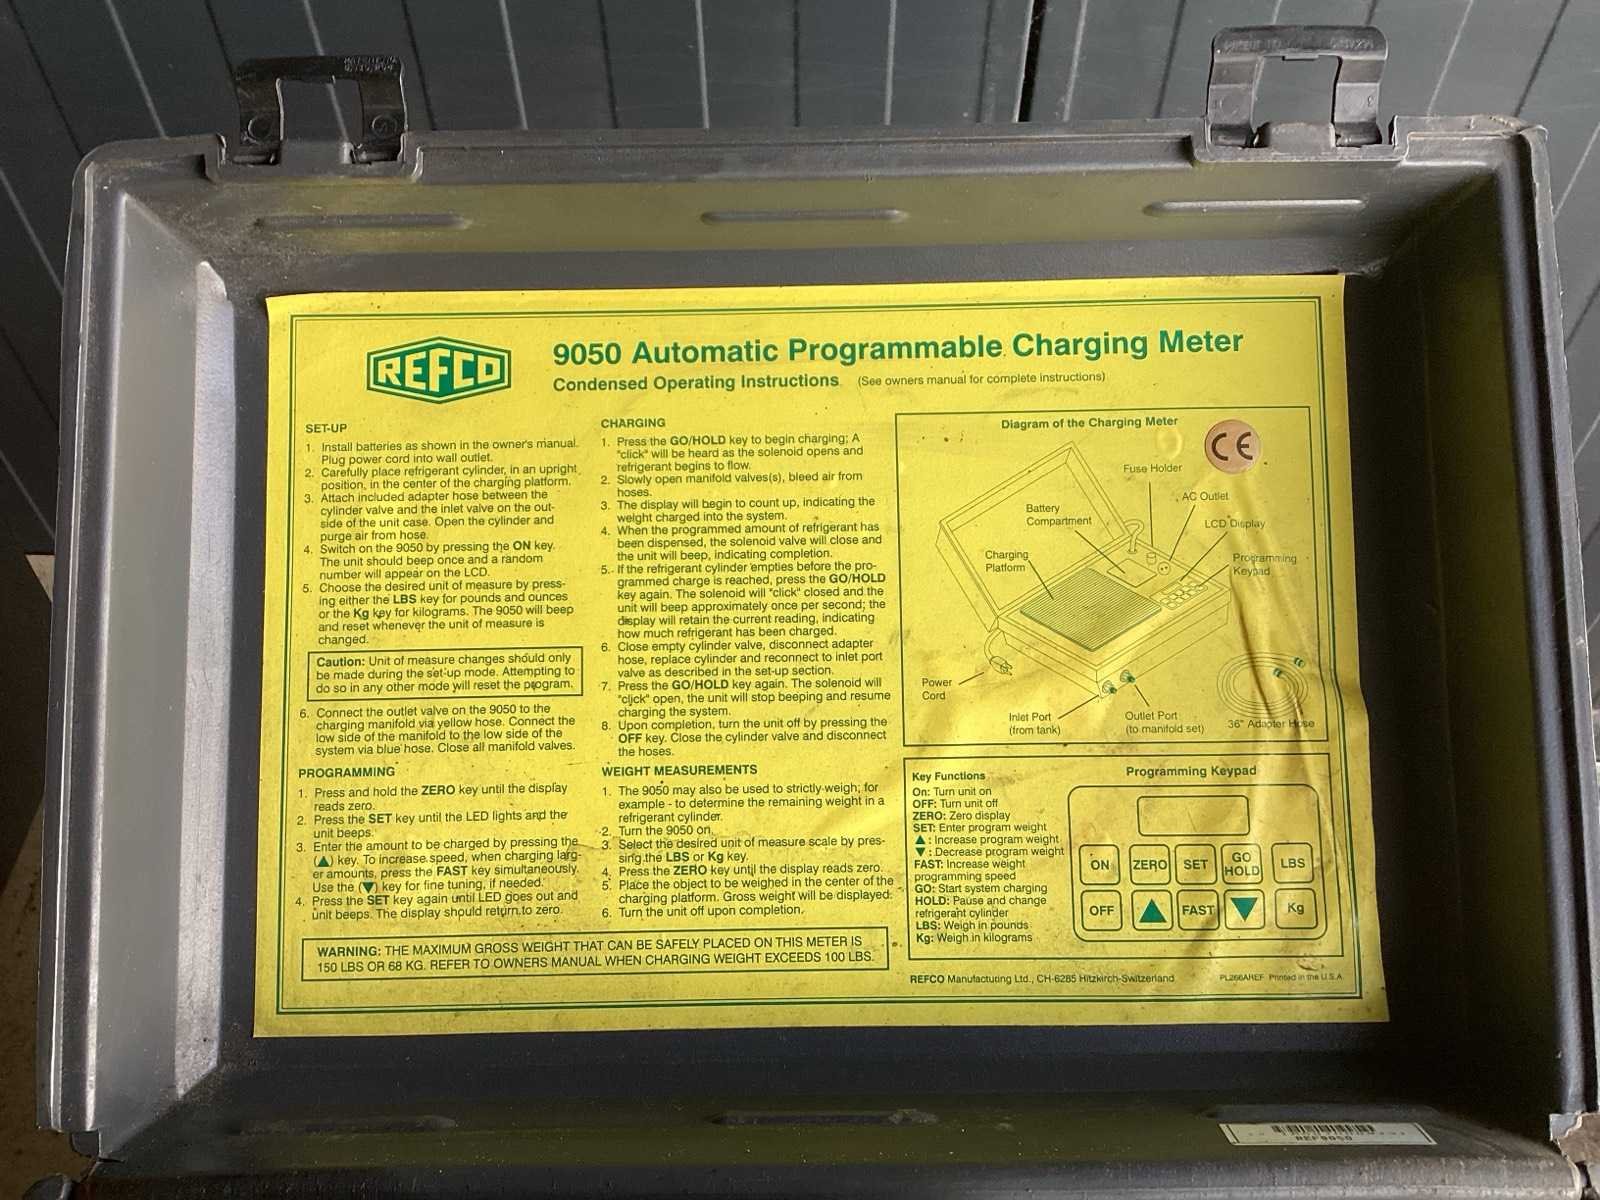 REFCO
9050 Automatic Programmable Charging Meter
Condensed Operating Instructions (See owners manual for complete instructions)
SET-UP
1. Install batteries as shown in the owner's manual.
Plug power cord into wall outlet.
2. Carefully place refrigerant cylinder, in an upright
position, in the center of the charging platform.
3. Attach included adapter hose between the
cylinder valve and the inlet valve on the out-
side of the unit case. Open the cylinder and
purge air from hose.
4. Switch on the 9050 by pressing the ON key.
The unit should beep once and a random
number will appear on the LCD.
5. Choose the desired unit of measure by press-
ing either the LBS key for pounds and ounces
or the Kg key for kilograms. The 9050 will beep
and reset whenever the unit of measure is
changed.
Caution: Unit of measure changes should only
be made during the set-up mode. Attempting to
do so in any other mode will reset the program.
6. Connect the outlet valve on the 9050 to the
charging manifold via yellow hose. Connect the
low side of the manifold to the low side of the
system via blue hose. Close all manifold valves.
PROGRAMMING
1. Press and hold the ZERO key until the display
reads zero.
2. Press the SET key until the LED lights and the
unit beeps.
3. Enter the amount to be charged by pressing the
(▲) key. To increase speed, when charging larg-
er amounts, press the FAST key simultaneously.
Use the (▼) key for fine tuning, if needed.
4. Press the SET key again until LED goes out and
unit beeps. The display should return to zero.
CHARGING
1. Press the GO/HOLD key to begin charging; A
"click" will be heard as the solenoid opens and
refrigerant begins to flow.
2. Slowly open manifold valves(s), bleed air from
hoses.
3. The display will begin to count up, indicating the
weight charged into the system.
4. When the programmed amount of refrigerant has
been dispensed, the solenoid valve will close and
the unit will beep, indicating completion.
5. If the refrigerant cylinder empties before the pro-
grammed charge is reached, press the GO/HOLD
key again. The solenoid will "click" closed and the
unit will beep approximately once per second; the
display will retain the current reading, indicating
how much refrigerant has been charged.
6. Close empty cylinder valve, disconnect adapter
hose, replace cylinder and reconnect to inlet port
valve as described in the set-up section.
7. Press the GO/HOLD key again. The solenoid will
"click" open, the unit will stop beeping and resume
charging the system.
8. Upon completion, turn the unit off by pressing the
OFF key. Close the cylinder valve and disconnect
the hoses.
WEIGHT MEASUREMENTS
1. The 9050 may also be used to strictly weigh; for
example - to determine the remaining weight in a
refrigerant cylinder.
2. Turn the 9050 on.
3. Select the desired unit of measure scale by pres-
sing the LBS or Kg key.
4. Press the ZERO key until the display reads zero.
5. Place the object to be weighed in the center of the
charging platform. Gross weight will be displayed.
6. Turn the unit off upon completion.
WARNING: THE MAXIMUM GROSS WEIGHT THAT CAN BE SAFELY PLACED ON THIS METER IS
150 LBS OR 68 KG. REFER TO OWNERS MANUAL WHEN CHARGING WEIGHT EXCEEDS 100 LBS.
Diagram of the Charging Meter
CE
Fuse Holder
AC Outlet
Battery
Compartment
LCD Display
Charging
Platform
Programming
Keypad
Power
Cord
Inlet Port
(from tank)
Outlet Port
(to manifold set)
36" Adapter Hose
Key Functions
On: Turn unit on
OFF: Turn unit off
ZERO: Zero display
SET: Enter program weight
▲: Increase program weight
▼: Decrease program weight
FAST: Increase weight
programming speed
GO: Start system charging
HOLD: Pause and change
refrigerant cylinder
LBS: Weigh in pounds
Kg: Weigh in kilograms
Programming Keypad
ON ZERO SET GO HOLD LBS
OFF ▲ FAST ▼ Kg
REFCO Manufacturing Ltd., CH-6285 Hitzkirch-Switzerland
PL266AREF Printed in the U.S.A.
REF9050